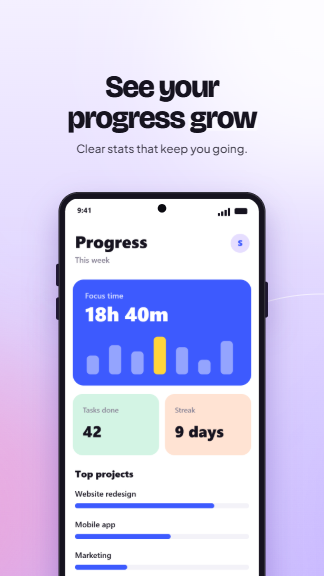 See your
progress grow
Clear stats that keep you going.
9:41
Progress
S
This week
Focus time
18h 40m
Tasks done
42
Streak
9 days
Top projects
Website redesign
Mobile app
Marketing